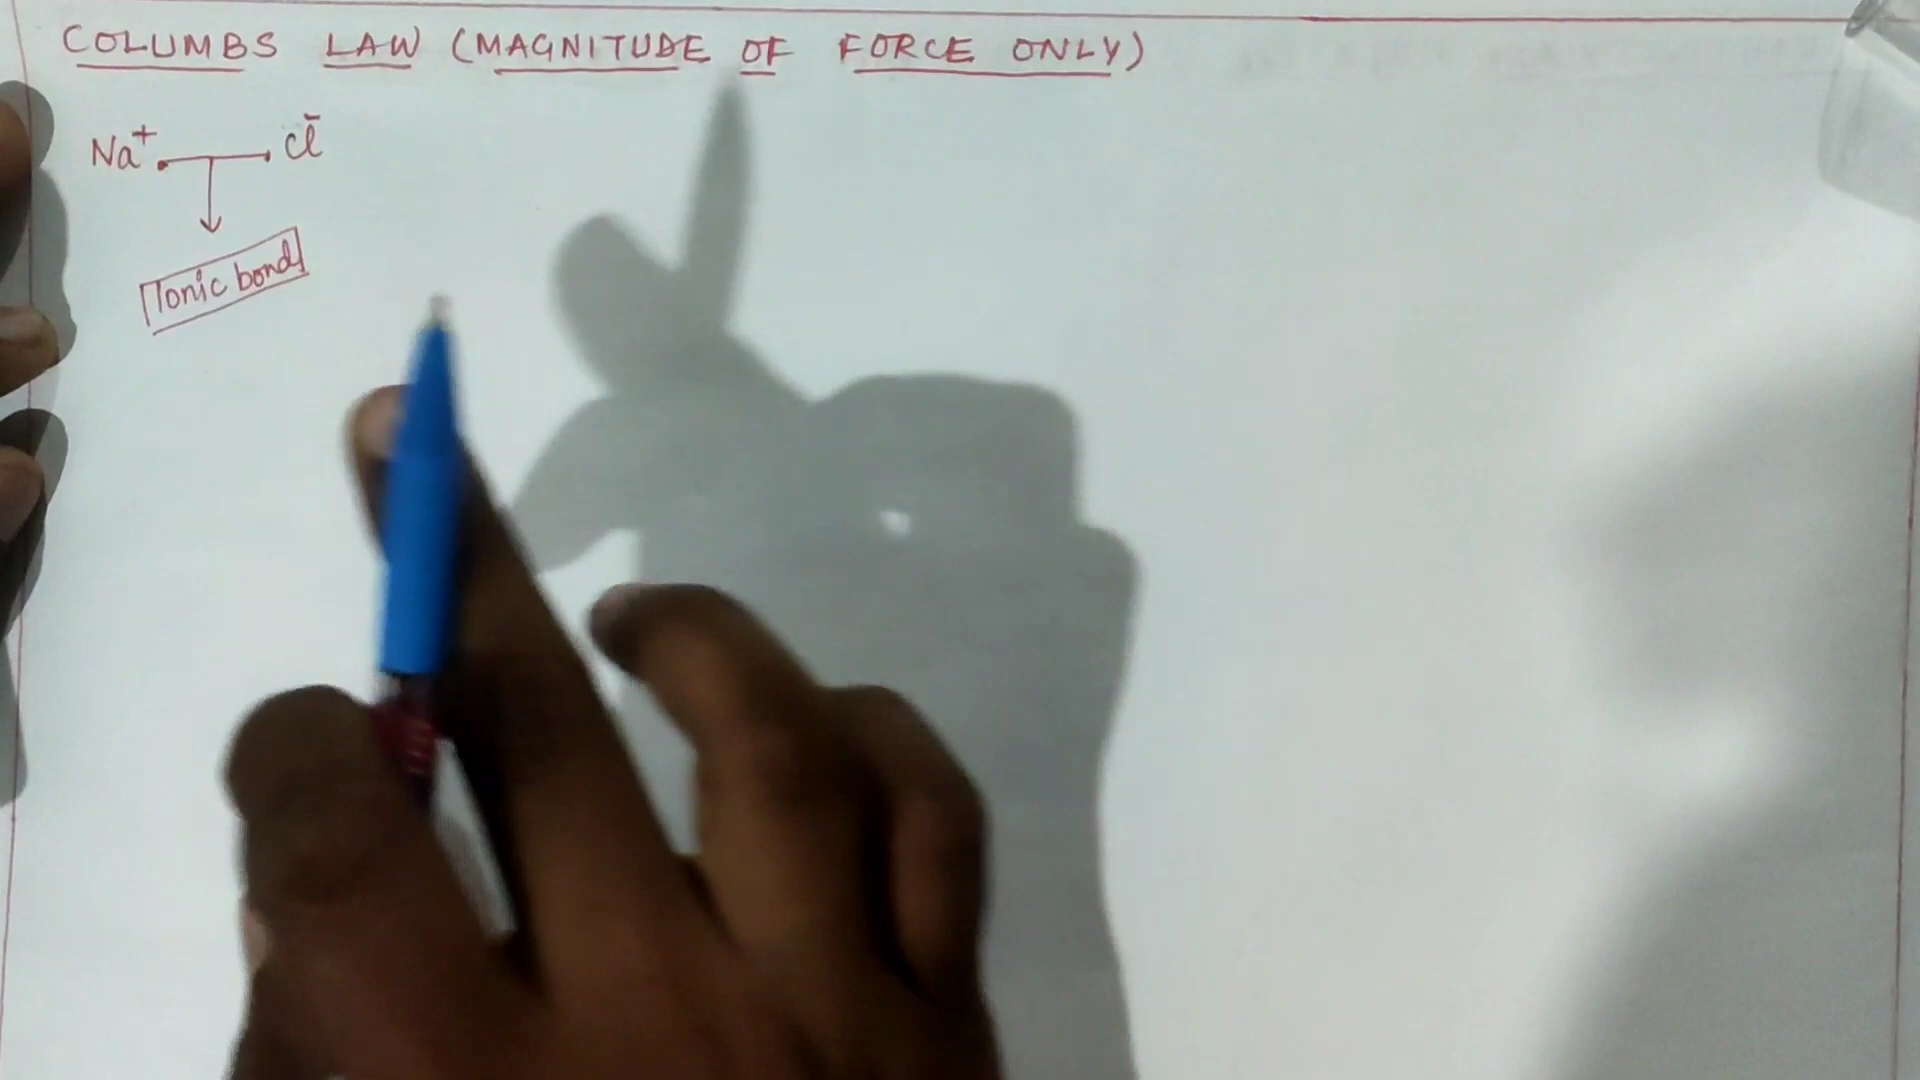 COLUMBS LAW (MAGNITUDE OF FORCE ONLY)
Na⁺ Cl⁻
Ionic bond